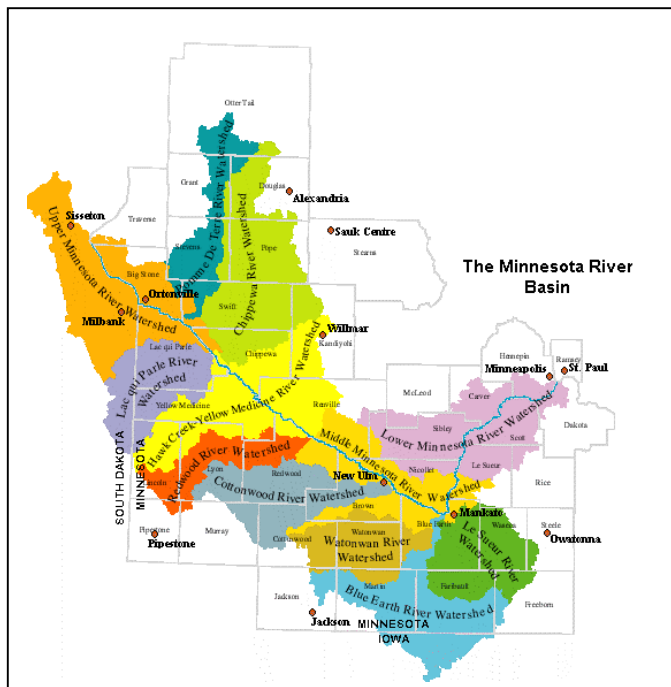 The Minnesota River
Basin
Otter Tail
Grant
Douglas
Alexandria
Pomme De Terre River Watershed
Sisseton
Traverse
Sauk Centre
Stearns
Stevens
Pope
Chippewa River Watershed
Upper Minnesota River Watershed
Big Stone
Ortonville
Millbank
Swift
Willmar
Kandiyohi
Lac qui Parle
Chippewa
Lac qui Parle River
Watershed
Hennepin
Ramsey
Minneapolis
St. Paul
McLeod
Carver
Yellow Medicine
Hawk Creek-Yellow Medicine River Watershed
Renville
Sibley
Scott
Dakota
Lower Minnesota River Watershed
SOUTH DAKOTA
MINNESOTA
Redwood River Watershed
Lincoln
Lyon
Redwood
Middle Minnesota River Watershed
Nicollet
Le Sueur
Rice
Cottonwood River Watershed
New Ulm
Brown
Blue Earth
Mankato
Waseca
Steele
Owatonna
Pipestone
Pipestone
Murray
Cottonwood
Watonwan
Watonwan River
Watershed
Le Sueur River
Watershed
Jackson
Martin
Faribault
Freeborn
Blue Earth River Watershed
Jackson
MINNESOTA
IOWA